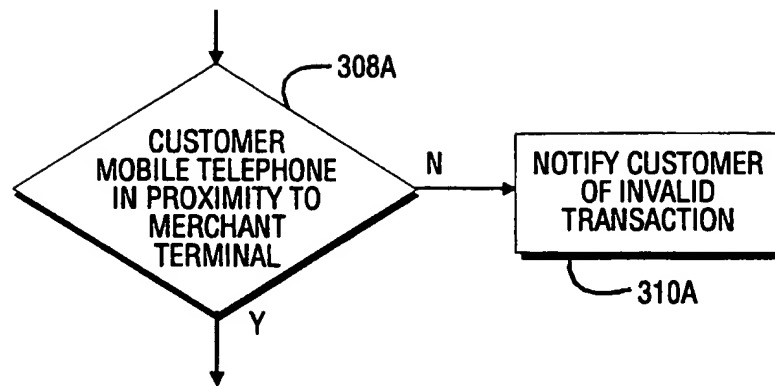 308A
CUSTOMER
MOBILE TELEPHONE
IN PROXIMITY TO
MERCHANT
TERMINAL
N
NOTIFY CUSTOMER
OF INVALID
TRANSACTION
310A
Y